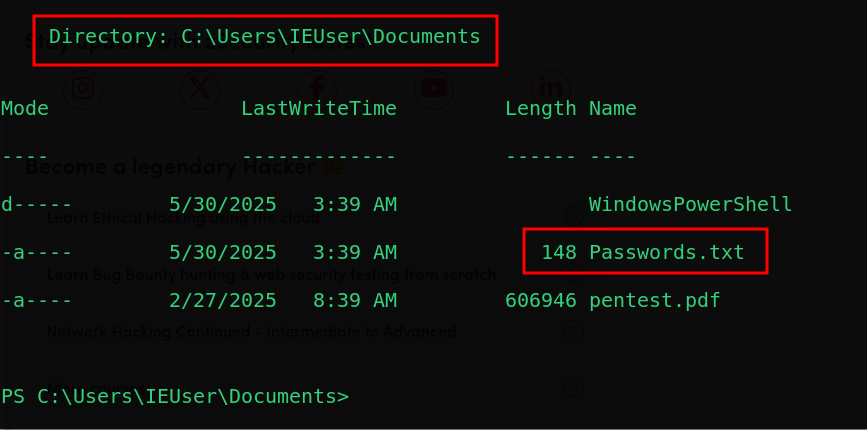 Directory: C:\Users\IEUser\Documents
Mode LastWriteTime Length Name
---- ------------- ------ ----
d----- 5/30/2025 3:39 AM WindowsPowerShell
Learn Ethical Hacking using the cloud
-a---- 5/30/2025 3:39 AM 148 Passwords.txt
Learn Bug Bounty hunting & web security testing from scratch
-a---- 2/27/2025 8:39 AM 606946 pentest.pdf
Network Hacking Continued - Intermediate to Advanced
Become a legendary Hacker
PS C:\Users\IEUser\Documents>